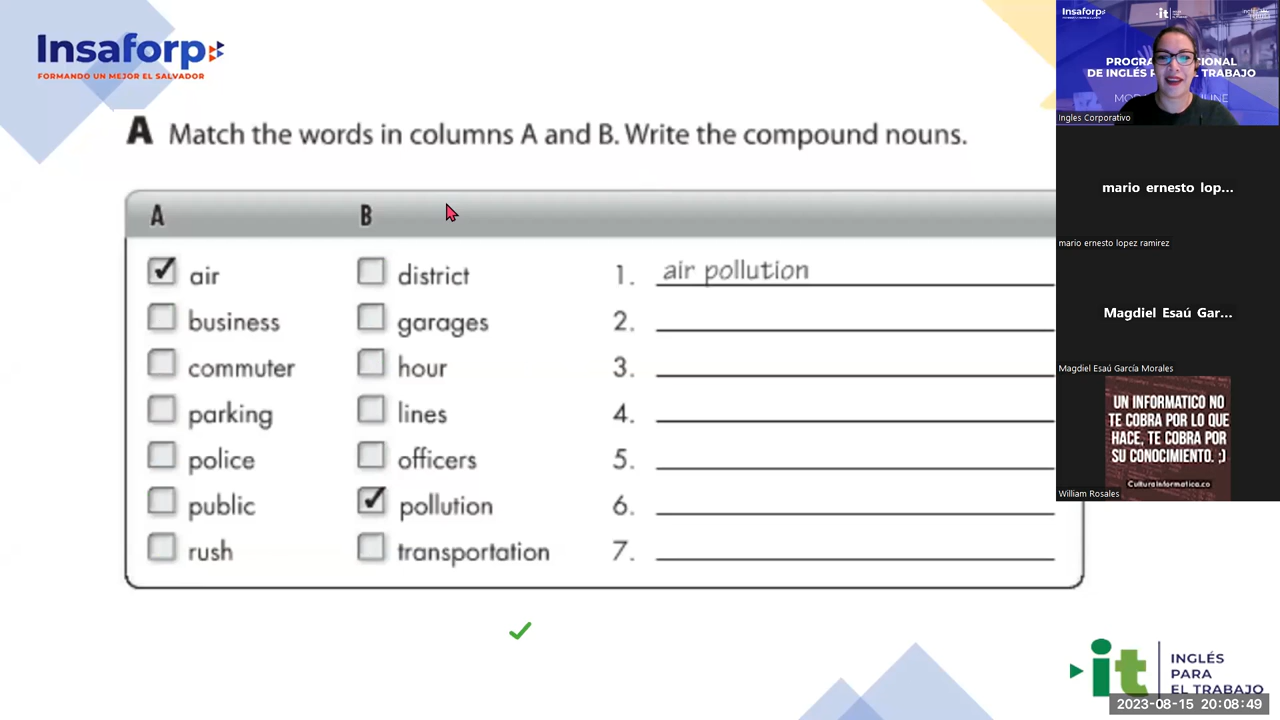 Insaforp
FORMANDO UN MEJOR EL SALVADOR
A Match the words in columns A and B. Write the compound nouns.
A B
air district 1. air pollution
business garages 2.
commuter hour 3.
parking lines 4.
police officers 5.
public pollution 6.
rush transportation 7.
Insaforp
it
Ingles Corporativo
mario ernesto lop...
mario ernesto lopez ramirez
Magdiel Esaú Gar...
Magdiel Esaú García Morales
UN INFORMATICO NO
TE COBRA POR LO QUE
HACE, TE COBRA POR
SU CONOCIMIENTO. ;)
CulturaInformatica.co
William Rosales
it INGLÉS
PARA
EL TRABAJO
2023-08-15 20:08:49